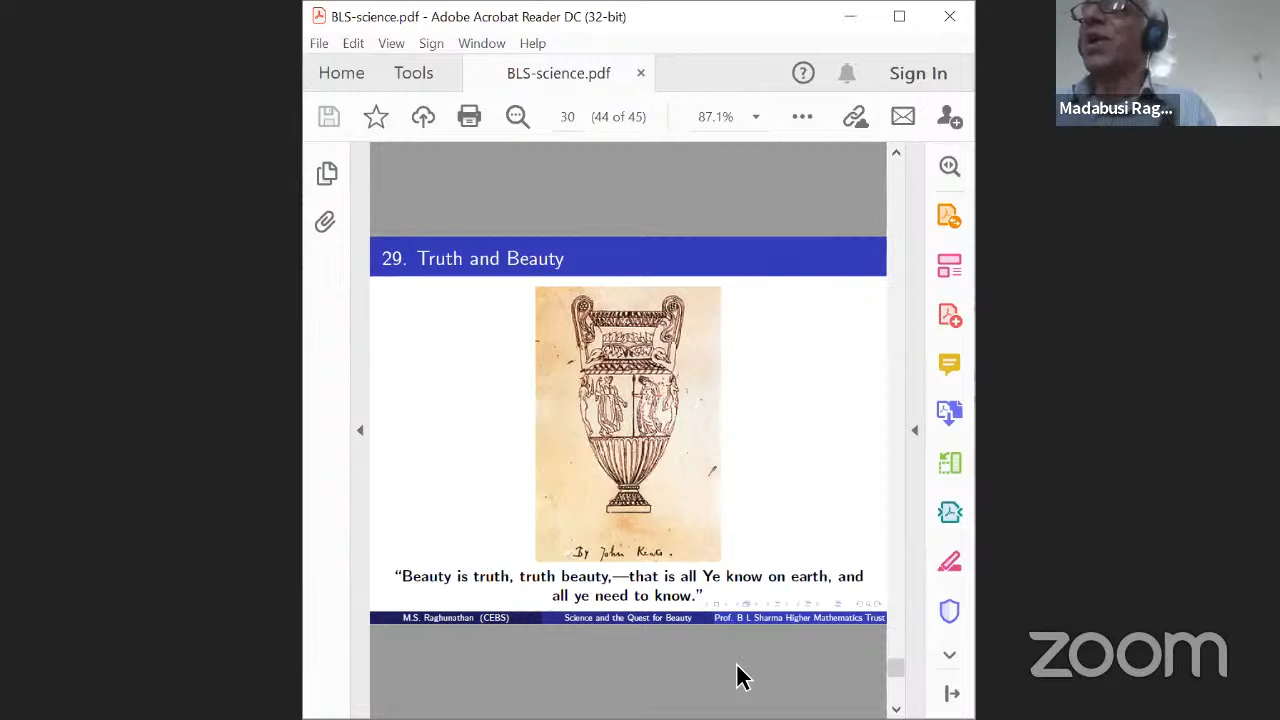 BLS-science.pdf - Adobe Acrobat Reader DC (32-bit)
File Edit View Sign Window Help
Home Tools BLS-science.pdf × ? Sign In
30 (44 of 45) 87.1%
Madabusi Rag...
29. Truth and Beauty
By John Keats.
“Beauty is truth, truth beauty,—that is all Ye know on earth, and
all ye need to know.”
M.S. Raghunathan (CEBS) Science and the Quest for Beauty Prof. B L Sharma Higher Mathematics Trust
zoom